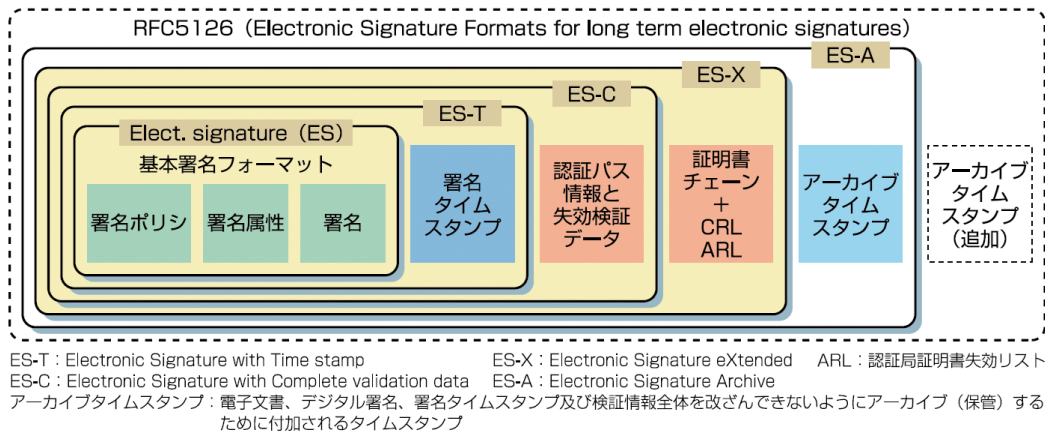 RFC5126（Electronic Signature Formats for long term electronic signatures）
ES-A
ES-X
ES-C
ES-T
Elect. signature（ES）
基本署名フォーマット
署名ポリシ
署名属性
署名
署名
タイム
スタンプ
認証パス
情報と
失効検証
データ
証明書
チェーン
＋
CRL
ARL
アーカイブ
タイム
スタンプ
アーカイブ
タイム
スタンプ
（追加）
ES-T：Electronic Signature with Time stamp
ES-X：Electronic Signature eXtended
ARL：認証局証明書失効リスト
ES-C：Electronic Signature with Complete validation data
ES-A：Electronic Signature Archive
アーカイブタイムスタンプ：電子文書、デジタル署名、署名タイムスタンプ及び検証情報全体を改ざんできないようにアーカイブ（保管）する
ために付加されるタイムスタンプ